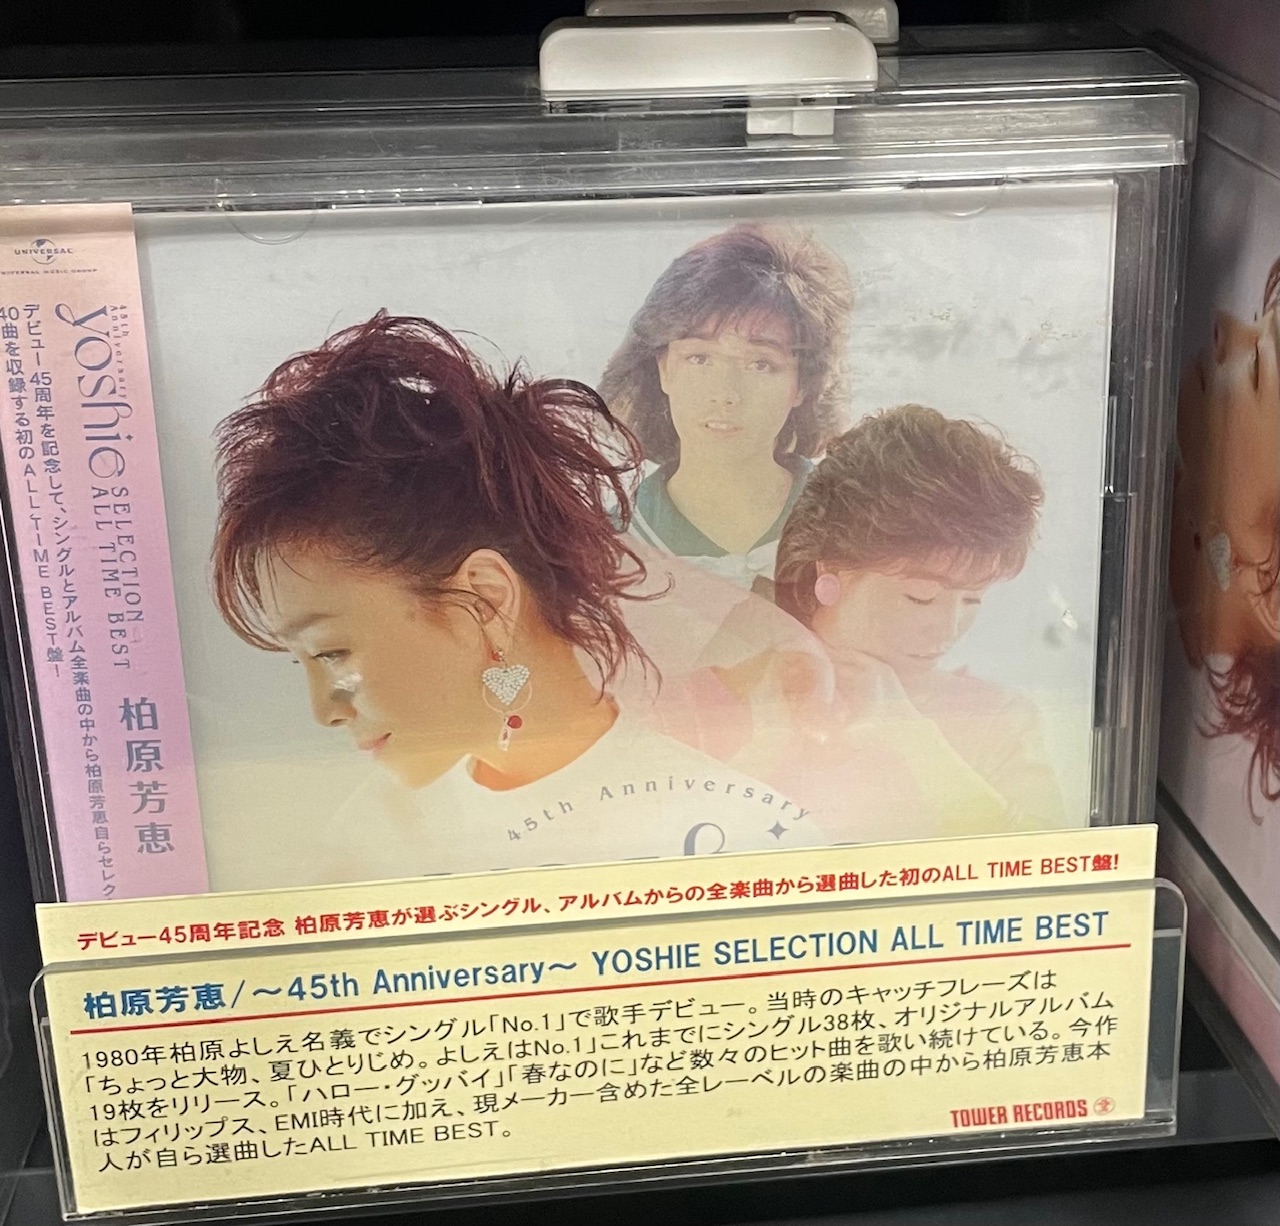 UNIVERSAL
UNIVERSAL MUSIC GROUP
45th Anniversary
yoshie
SELECTION
ALL TIME BEST
柏原芳恵
デビュー45周年を記念して、シングルとアルバム全楽曲の中から柏原芳恵自らセレク
40曲を収録する初のALL TIME BEST盤!
45th Anniversary
デビュー45周年記念 柏原芳恵が選ぶシングル、アルバムからの全楽曲から選曲した初のALL TIME BEST盤!
柏原芳恵/~45th Anniversary~ YOSHIE SELECTION ALL TIME BEST
1980年柏原よしえ名義でシングル「No.1」で歌手デビュー。当時のキャッチフレーズは
「ちょっと大物、夏ひとりじめ。よしえはNo.1」これまでにシングル38枚、オリジナルアルバム
19枚をリリース。「ハロー・グッバイ」「春なのに」など数々のヒット曲を歌い続けている。今作
はフィリップス、EMI時代に加え、現メーカー含めた全レーベルの楽曲の中から柏原芳恵本
人が自ら選曲したALL TIME BEST。
TOWER RECORDS